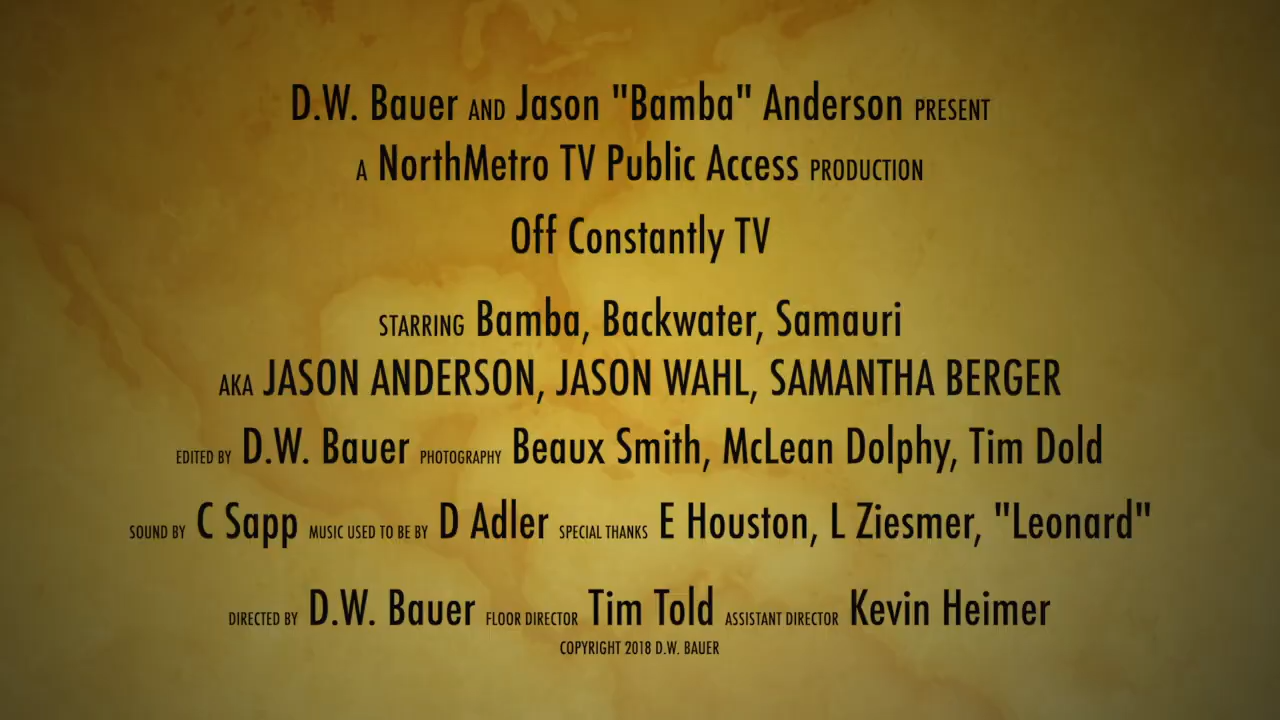 D.W. Bauer AND Jason "Bamba" Anderson PRESENT
A NorthMetro TV Public Access PRODUCTION
Off Constantly TV
STARRING Bamba, Backwater, Samauri
AKA JASON ANDERSON, JASON WAHL, SAMANTHA BERGER
EDITED BY D.W. Bauer PHOTOGRAPHY Beaux Smith, McLean Dolphy, Tim Dold
SOUND BY C Sapp MUSIC USED TO BE BY D Adler SPECIAL THANKS E Houston, L Ziesmer, "Leonard"
DIRECTED BY D.W. Bauer FLOOR DIRECTOR Tim Told ASSISTANT DIRECTOR Kevin Heimer
COPYRIGHT 2018 D.W. BAUER